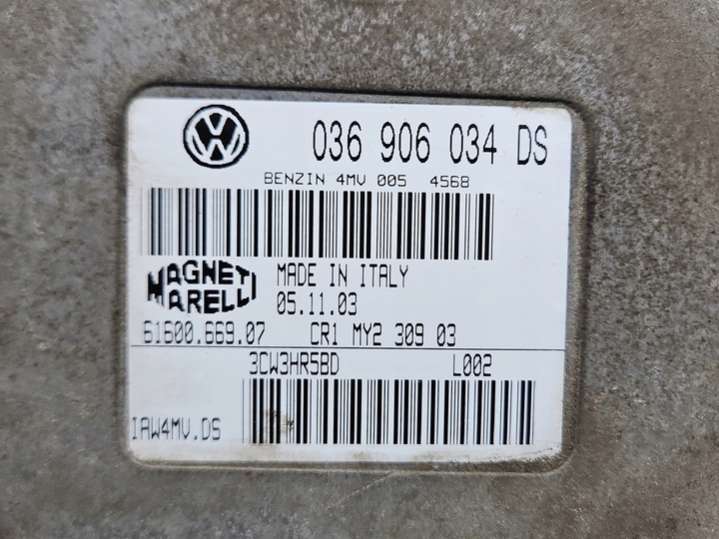 036 906 034 DS
BENZIN 4MV 005 4568
MAGNETI
MARELLI
MADE IN ITALY
05.11.03
61600.669.07 CR1 MY2 309 03
3CW3HR5BD L002
IAW4MV.DS